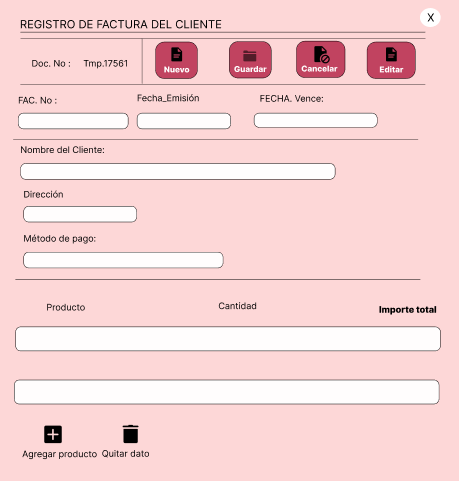 REGISTRO DE FACTURA DEL CLIENTE
X
Doc. No : Tmp.17561
Nuevo
Guardar
Cancelar
Editar
FAC. No :
Fecha_Emisión
FECHA. Vence:
Nombre del Cliente:
Dirección
Método de pago:
Producto
Cantidad
Importe total
Agregar producto
Quitar dato